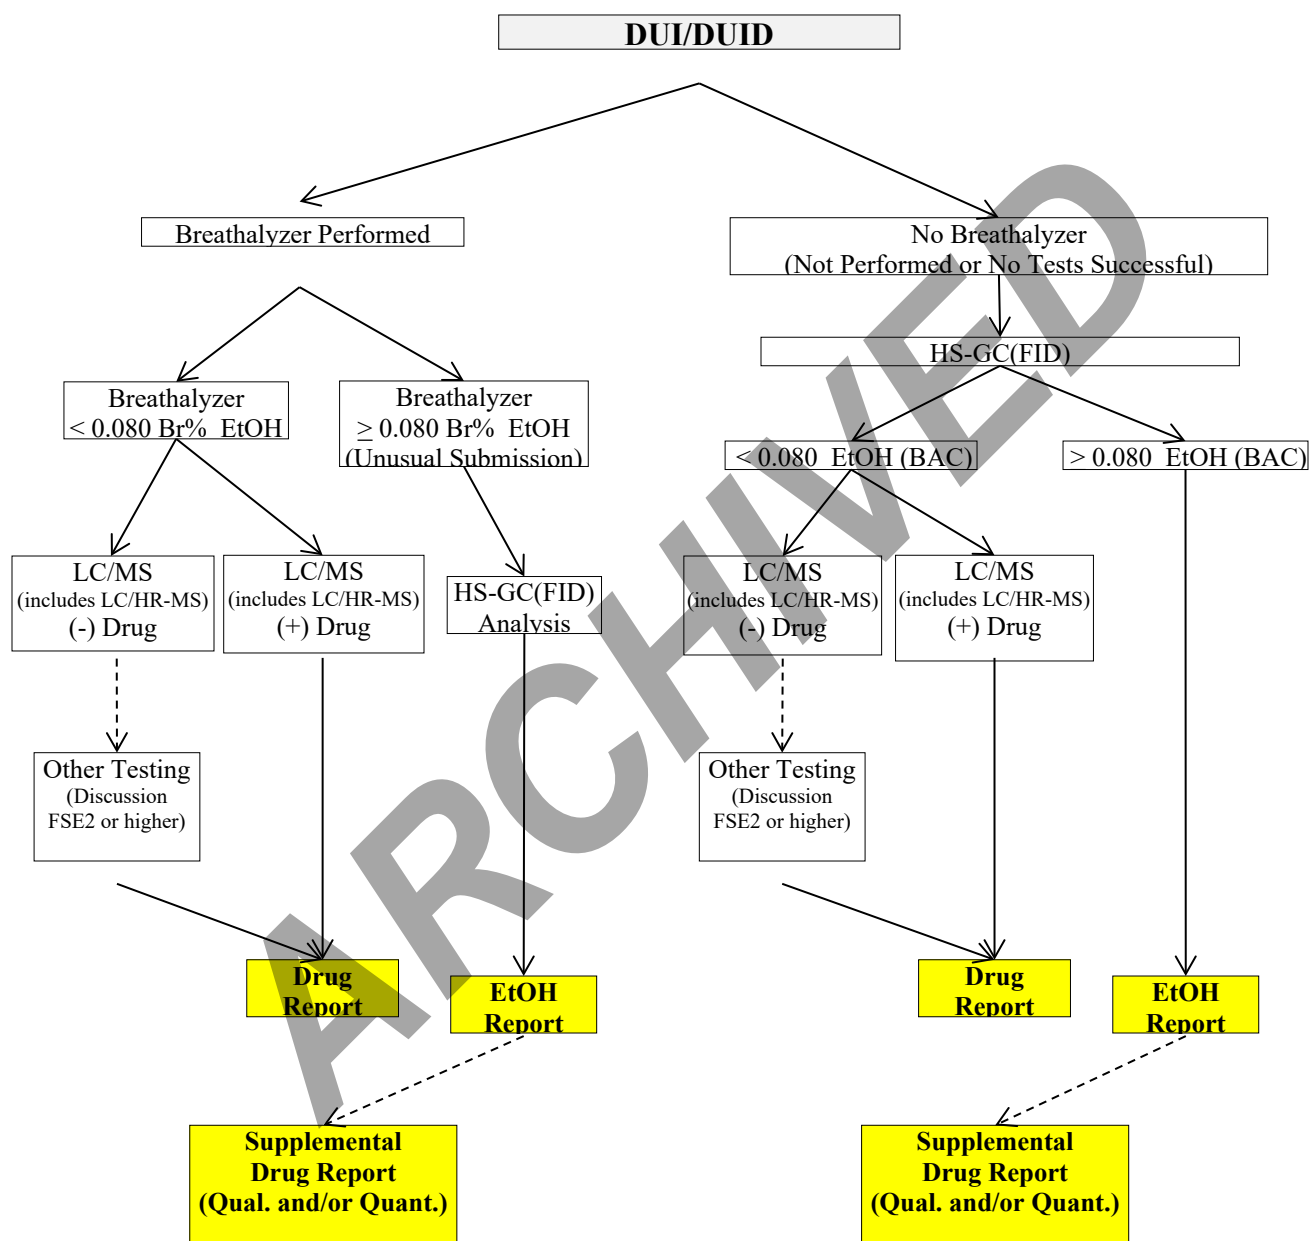 DUI/DUID
Breathalyzer Performed
No Breathalyzer
(Not Performed or No Tests Successful)
HS-GC(FID)
Breathalyzer
< 0.080 Br%  EtOH
Breathalyzer
≥ 0.080 Br%  EtOH
(Unusual Submission)
< 0.080  EtOH (BAC)
> 0.080  EtOH (BAC)
LC/MS
(includes LC/HR-MS)
(-) Drug
LC/MS
(includes LC/HR-MS)
(+) Drug
HS-GC(FID)
Analysis
LC/MS
(includes LC/HR-MS)
(-) Drug
LC/MS
(includes LC/HR-MS)
(+) Drug
Other Testing
(Discussion
FSE2 or higher)
Other Testing
(Discussion
FSE2 or higher)
Drug
Report
EtOH
Report
Drug
Report
EtOH
Report
Supplemental
Drug Report
(Qual. and/or Quant.)
Supplemental
Drug Report
(Qual. and/or Quant.)
ARCHIVED